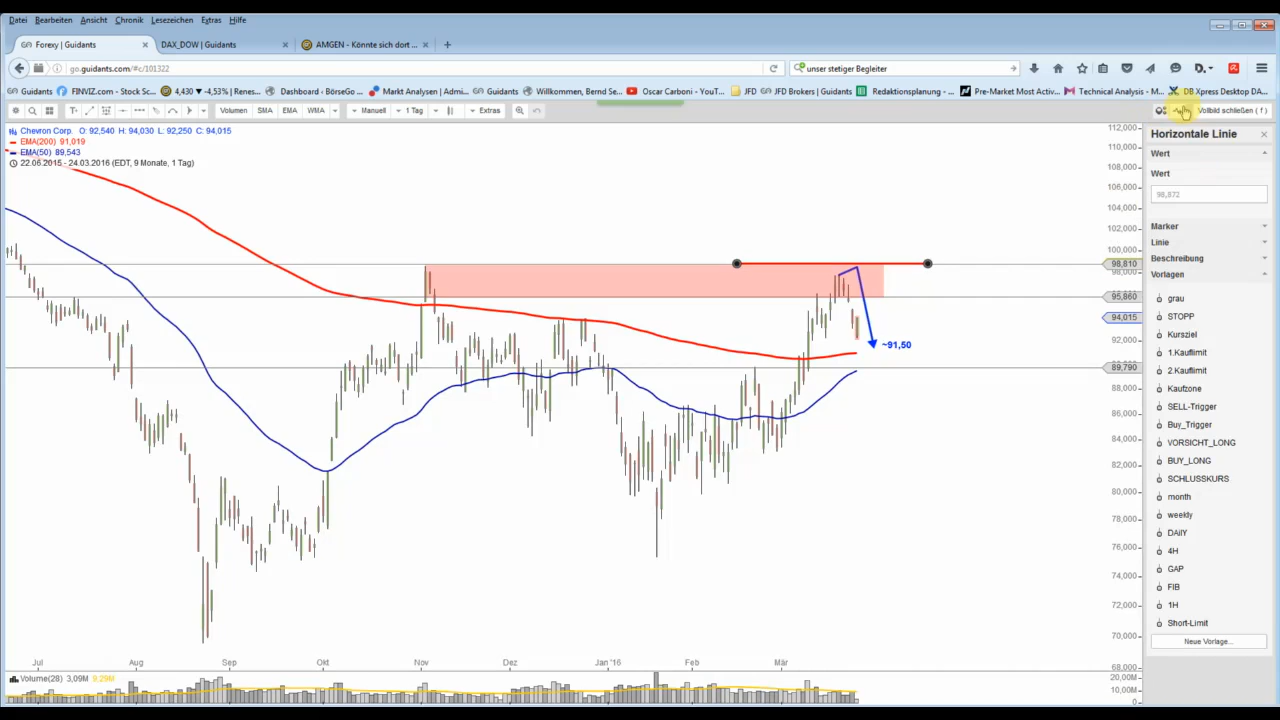 Datei Bearbeiten Ansicht Chronik Lesezeichen Extras Hilfe
Forexy | Guidants × DAX_DOW | Guidants × AMGEN - Könnte sich dort ... × +
go.guidants.com/#c/101322 unser stetiger Begleiter
Guidants FINVIZ.com - Stock Sc... 4,430 ▾ -4,53% | Renes... Dashboard - BörseGo ... Markt Analysen | Admi... Guidants Willkommen, Bernd Se... Oscar Carboni - YouT... JFD JFD Brokers | Guidants Redaktionsplanung - ... Pre-Market Most Activ... Technical Analysis - M... DB Xpress Desktop DA...
Volumen SMA EMA WMA Manuell 1 Tag Extras Vollbild schließen ( f )
Chevron Corp. O: 92,540 H: 94,030 L: 92,250 C: 94,015
EMA(200) 91,019
EMA(50) 89,543
22.06.2015 - 24.03.2016 (EDT, 9 Monate, 1 Tag)
112,000
110,000
108,000
106,000
104,000
102,000
100,000
98,810
98,000
95,860
94,015
92,000
89,790
88,000
86,000
84,000
82,000
80,000
78,000
76,000
74,000
72,000
70,000
68,000
~91,50
Jul Aug Sep Okt Nov Dez Jan '16 Feb Mär
Volume(28) 3,09M 9,29M
20,00M
10,00M
Horizontale Linie ×
Wert
Wert
98,872
Marker
Linie
Beschreibung
Vorlagen
grau
STOPP
Kursziel
1.Kauflimit
2.Kauflimit
Kaufzone
SELL-Trigger
Buy_Trigger
VORSICHT_LONG
BUY_LONG
SCHLUSSKURS
month
weekly
DAilY
4H
GAP
FIB
1H
Short-Limit
Neue Vorlage...